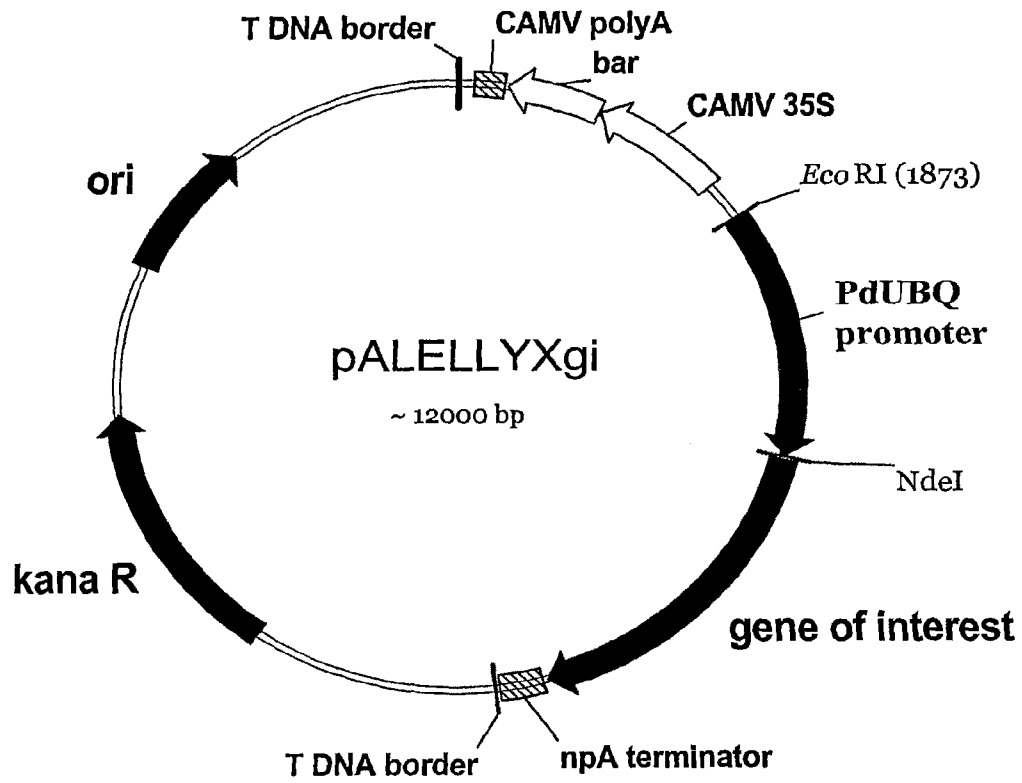 T DNA border
CAMV polyA
bar
CAMV 35S
EcoRI (1873)
ori
PdUBQ
promoter
pALELLYXgi
~ 12000 bp
NdeI
kana R
gene of interest
T DNA border
npA terminator